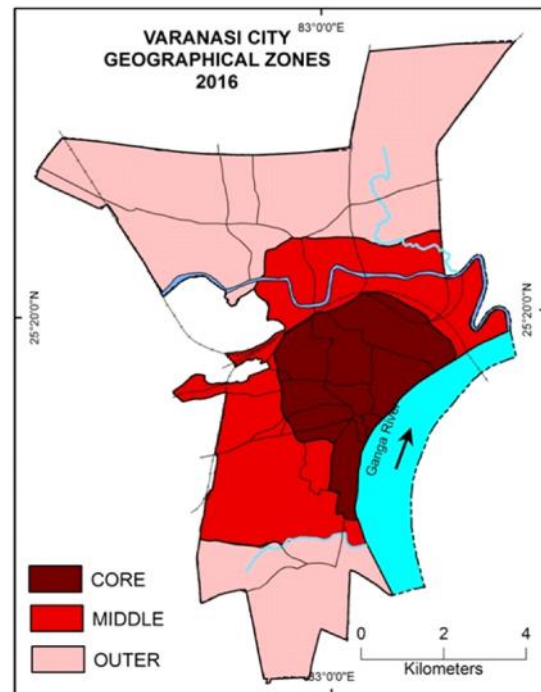 83°0'0"E
VARANASI CITY
GEOGRAPHICAL ZONES
2016
25°20'0"N
25°20'0"N
Ganga River
CORE
MIDDLE
OUTER
0 2 4
Kilometers
83°0'0"E